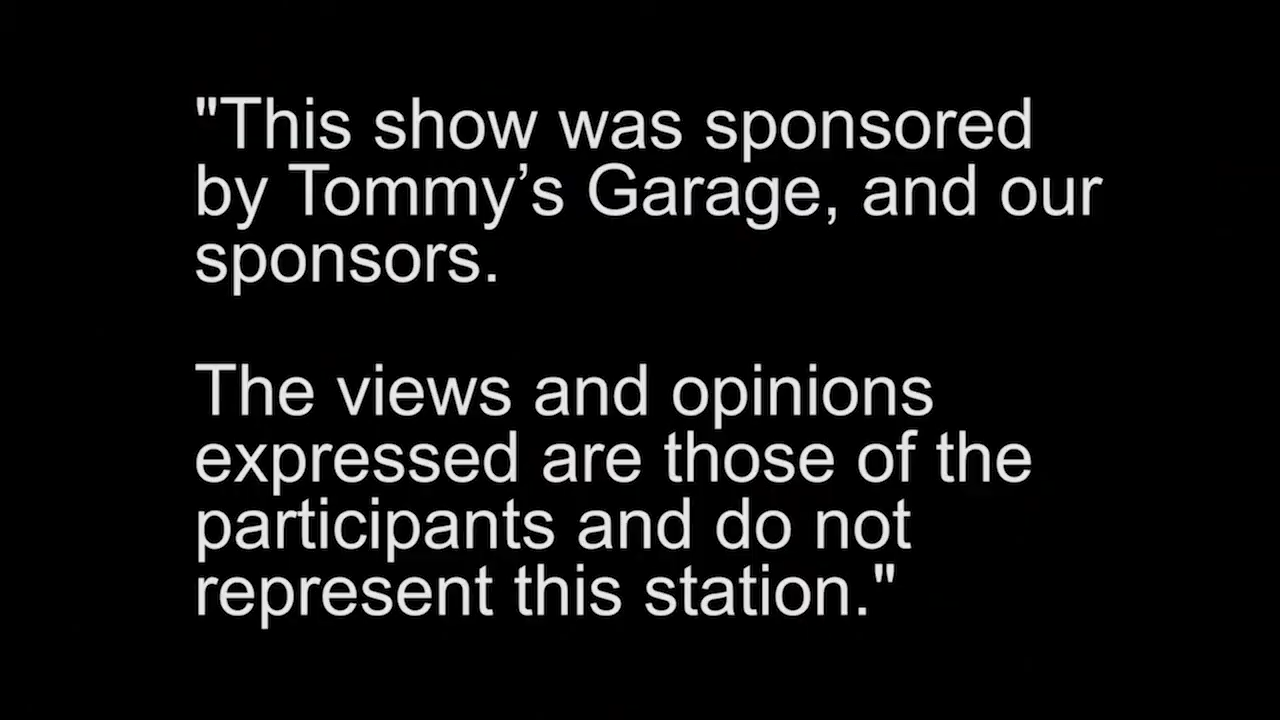 "This show was sponsored
by Tommy’s Garage, and our
sponsors.
The views and opinions
expressed are those of the
participants and do not
represent this station."